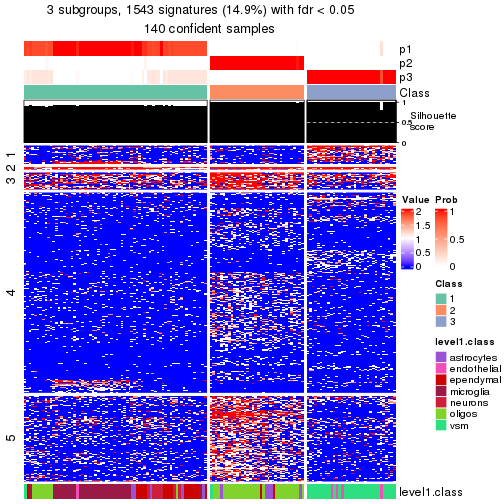 3 subgroups, 1543 signatures (14.9%) with fdr < 0.05
140 confident samples
p1
p2
p3
Class
1
0.5
0
Silhouette
score
1
2
3
4
5
Value
2
1.5
1
0.5
0
Prob
1
0.5
0
Class
1
2
3
level1.class
astrocytes
endothelial
ependymal
microglia
neurons
oligos
vsm
level1.class